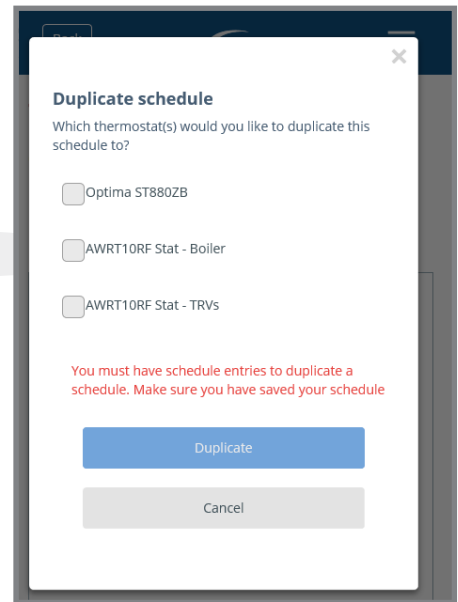 Back
×
Duplicate schedule
Which thermostat(s) would you like to duplicate this
schedule to?
Optima ST880ZB
AWRT10RF Stat - Boiler
AWRT10RF Stat - TRVs
You must have schedule entries to duplicate a
schedule. Make sure you have saved your schedule
Duplicate
Cancel